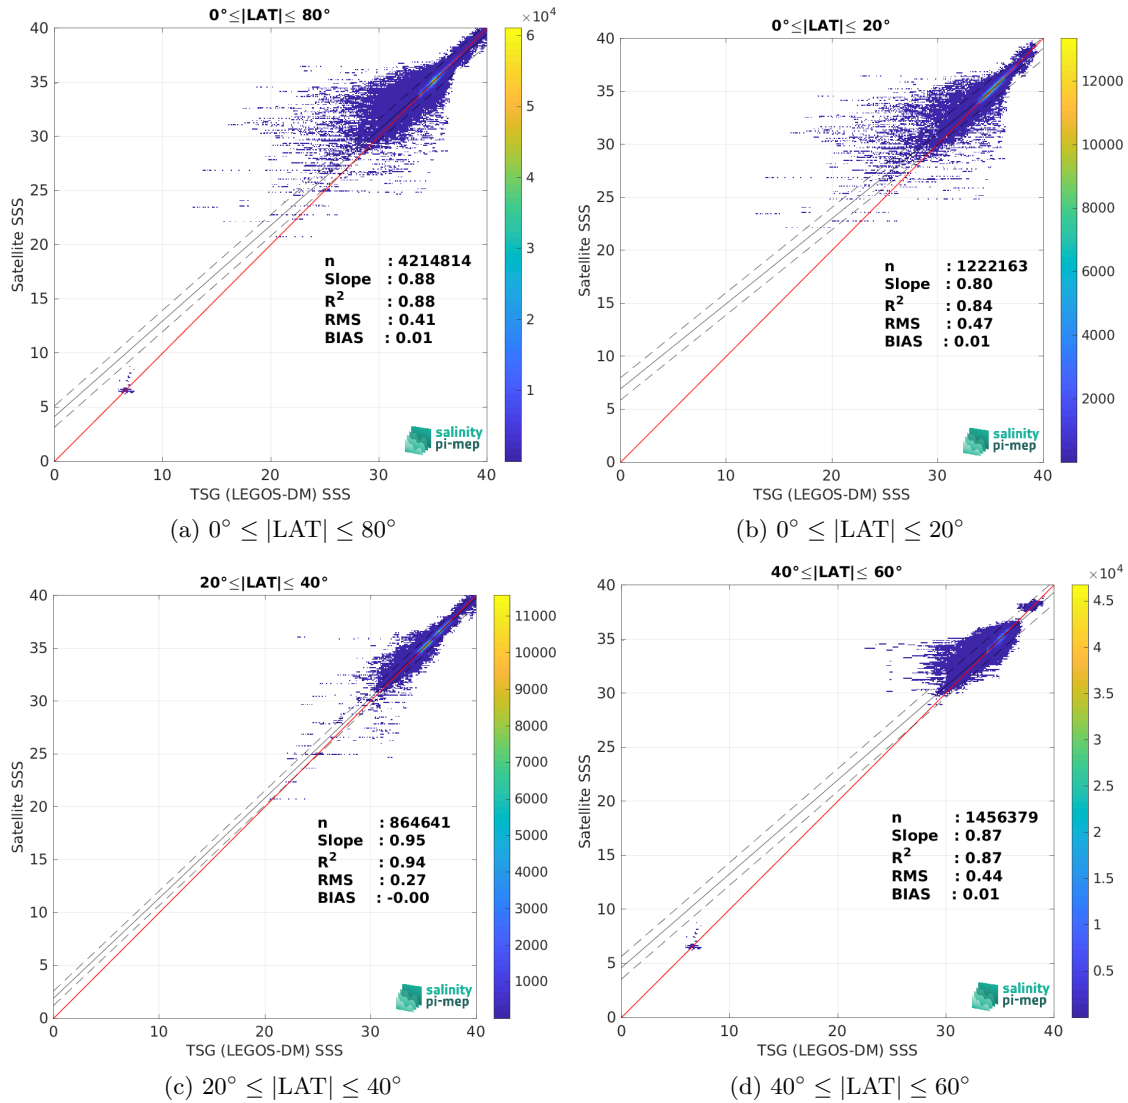 0°≤|LAT|≤ 80°
×10⁴
40
35
30
25
20
15
10
5
0
0
10
20
30
40
6
5
4
3
2
1
Satellite SSS
TSG (LEGOS-DM) SSS
n : 4214814
Slope : 0.88
R² : 0.88
RMS : 0.41
BIAS : 0.01
salinity
pi-mep
(a) 0° ≤ |LAT| ≤ 80°
0°≤|LAT|≤ 20°
40
35
30
25
20
15
10
5
0
0
10
20
30
40
12000
10000
8000
6000
4000
2000
Satellite SSS
TSG (LEGOS-DM) SSS
n : 1222163
Slope : 0.80
R² : 0.84
RMS : 0.47
BIAS : 0.01
salinity
pi-mep
(b) 0° ≤ |LAT| ≤ 20°
20°≤|LAT|≤ 40°
40
35
30
25
20
15
10
5
0
0
10
20
30
40
11000
10000
9000
8000
7000
6000
5000
4000
3000
2000
1000
Satellite SSS
TSG (LEGOS-DM) SSS
n : 864641
Slope : 0.95
R² : 0.94
RMS : 0.27
BIAS : -0.00
salinity
pi-mep
(c) 20° ≤ |LAT| ≤ 40°
40°≤|LAT|≤ 60°
×10⁴
40
35
30
25
20
15
10
5
0
0
10
20
30
40
4.5
4
3.5
3
2.5
2
1.5
1
0.5
Satellite SSS
TSG (LEGOS-DM) SSS
n : 1456379
Slope : 0.87
R² : 0.87
RMS : 0.44
BIAS : 0.01
salinity
pi-mep
(d) 40° ≤ |LAT| ≤ 60°